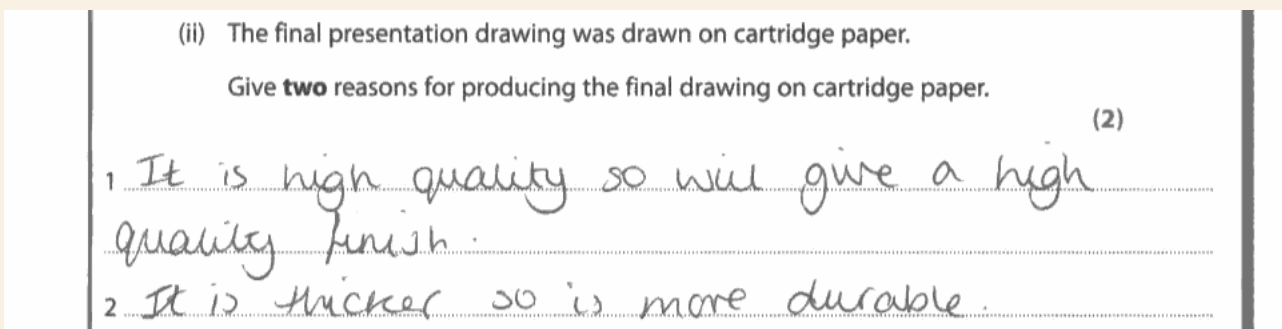 (ii) The final presentation drawing was drawn on cartridge paper.
Give two reasons for producing the final drawing on cartridge paper.
(2)
1 It is high quality so will give a high
quality finish.
2 It is thicker so is more durable.